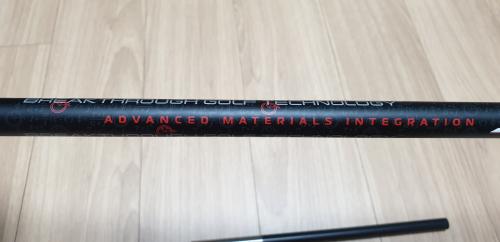 BREAKTHROUGH GOLF TECHNOLOGY
ADVANCED MATERIALS INTEGRATION